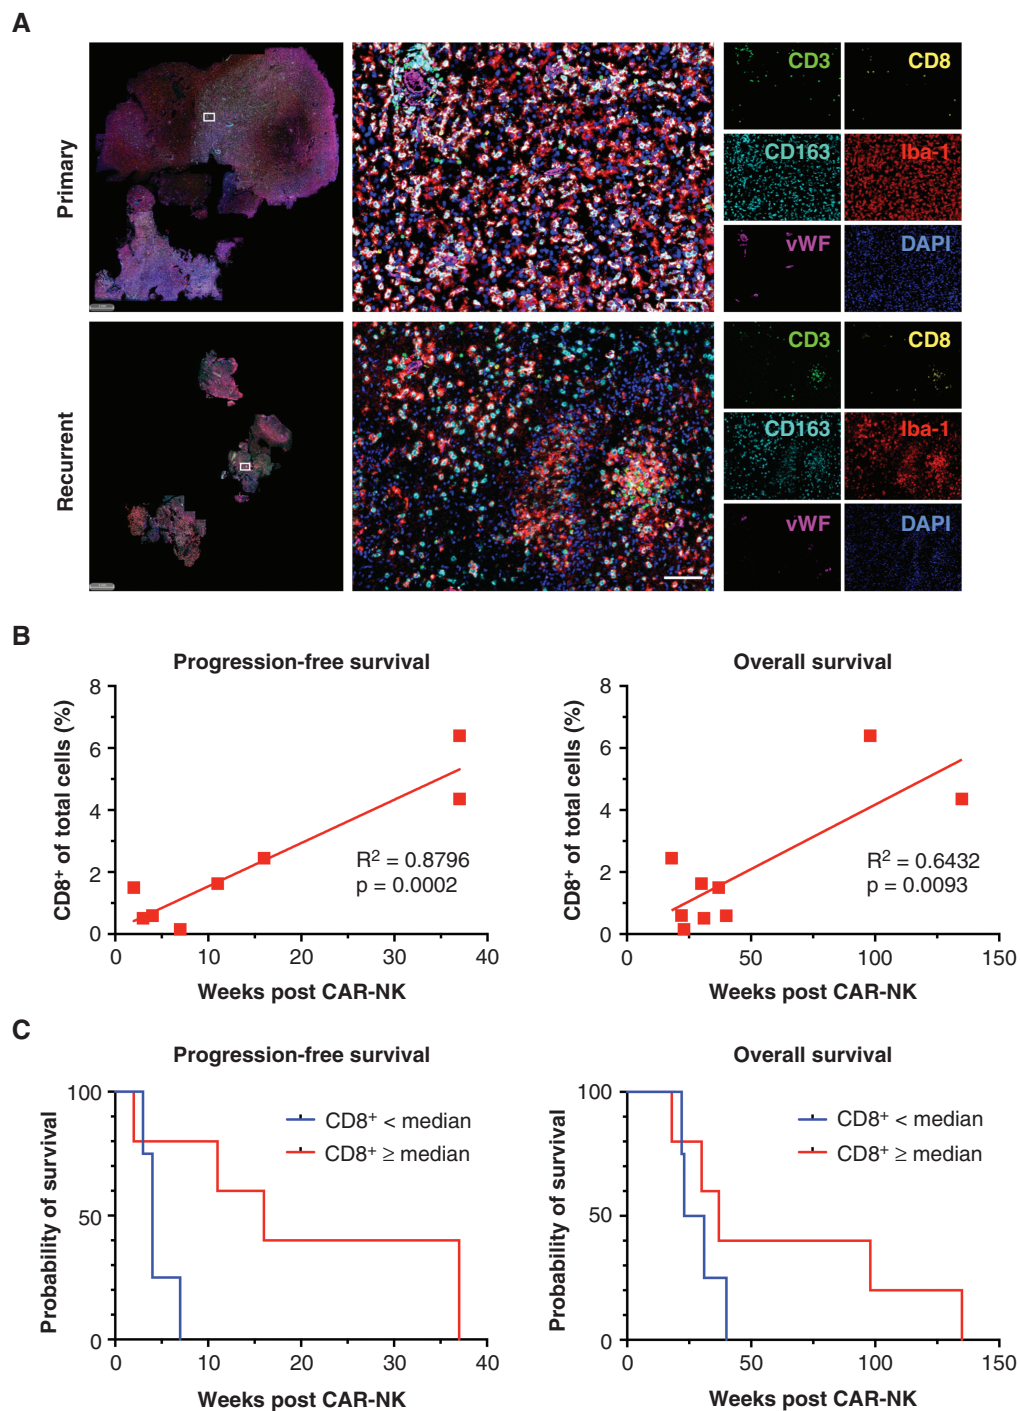 A
Primary
CD3
CD8
CD163
Iba-1
vWF
DAPI
Recurrent
CD3
CD8
CD163
Iba-1
vWF
DAPI
B
Progression-free survival
CD8⁺ of total cells (%)
8
6
4
2
0
R² = 0.8796
p = 0.0002
0
10
20
30
40
Weeks post CAR-NK
Overall survival
CD8⁺ of total cells (%)
8
6
4
2
0
R² = 0.6432
p = 0.0093
0
50
100
150
Weeks post CAR-NK
C
Progression-free survival
Probability of survival
100
50
0
CD8⁺ < median
CD8⁺ ≥ median
0
10
20
30
40
Weeks post CAR-NK
Overall survival
Probability of survival
100
50
0
CD8⁺ < median
CD8⁺ ≥ median
0
50
100
150
Weeks post CAR-NK